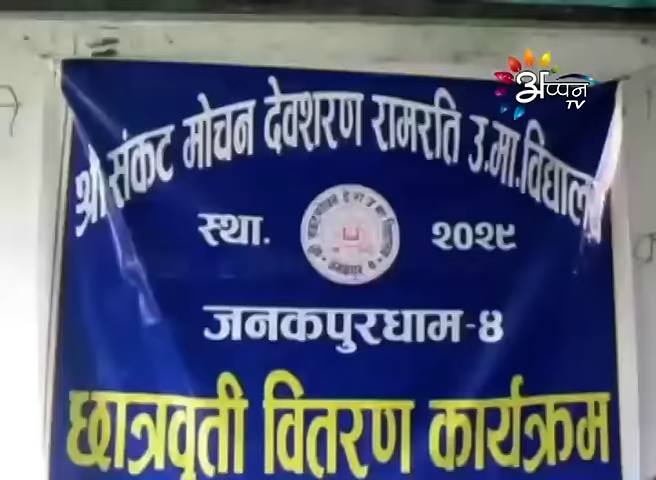 अप्पन
TV
श्री संकट मोचन देवशरण रामरति उ.मा.विद्यालय
स्था. २०२९
जनकपुरधाम-४
छात्रवृती वितरण कार्यक्रम